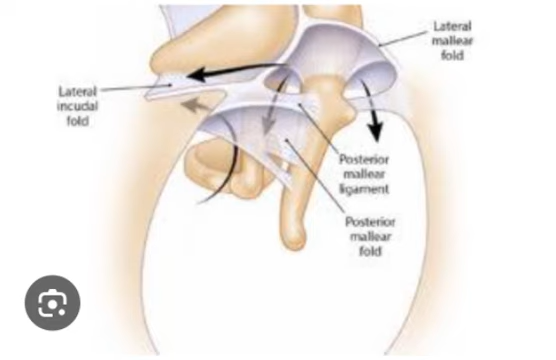 Lateral
mallear
fold
Lateral
incudal
fold
Posterior
mallear
ligament
Posterior
mallear
fold